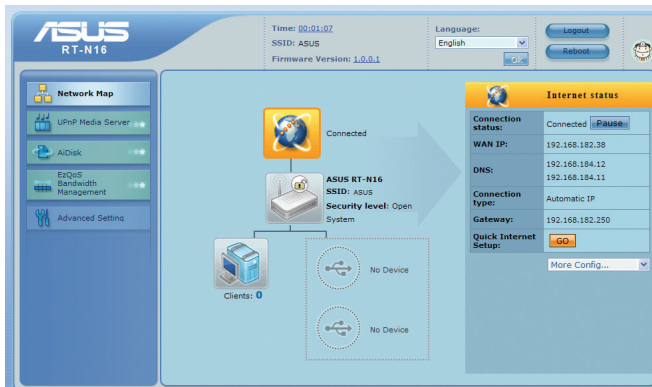 ASUS
RT-N16
Time: 00:01:07
SSID: ASUS
Firmware Version: 1.0.0.1
Language:
English
OK
Logout
Reboot
Network Map
UPnP Media Server
AiDisk
EzQoS
Bandwidth
Management
Advanced Setting
Connected
ASUS RT-N16
SSID: ASUS
Security level: Open
System
Clients: 0
No Device
No Device
Internet status
Connection
status:
Connected Pause
WAN IP:
192.168.182.38
DNS:
192.168.184.12
192.168.184.11
Connection
type:
Automatic IP
Gateway:
192.168.182.250
Quick Internet
Setup:
GO
More Config...